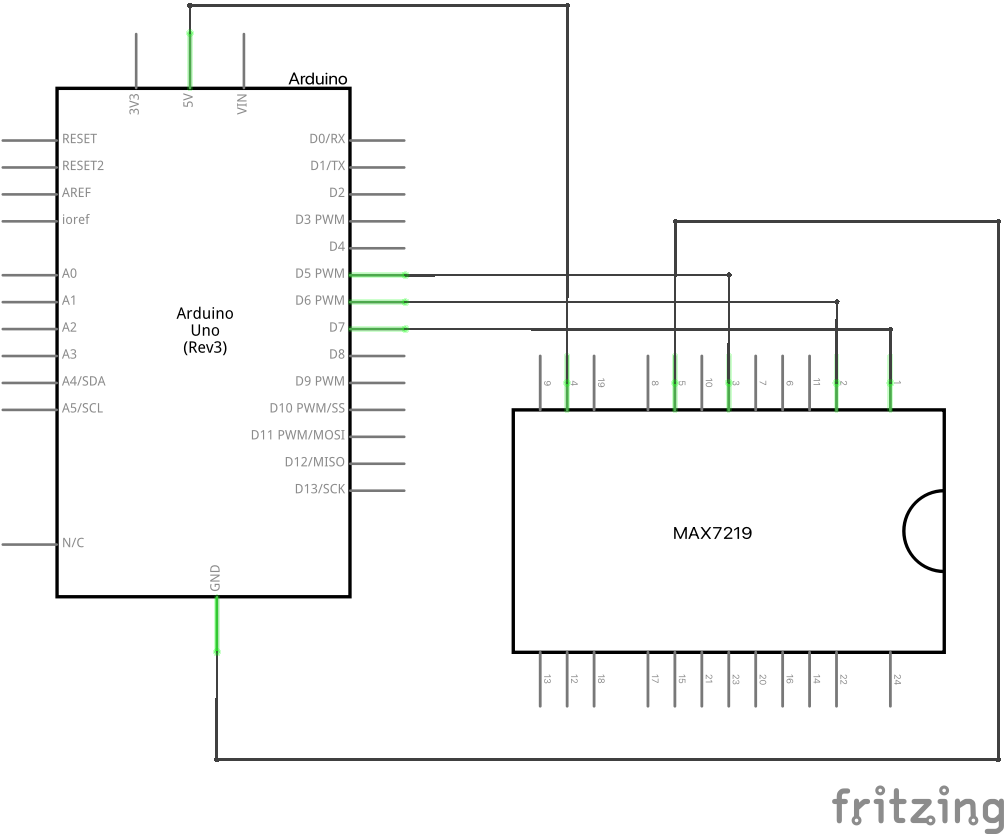 Arduino
3V3
5V
VIN
RESET
RESET2
AREF
ioref
A0
A1
A2
A3
A4/SDA
A5/SCL
N/C
D0/RX
D1/TX
D2
D3 PWM
D4
D5 PWM
D6 PWM
D7
D8
D9 PWM
D10 PWM/SS
D11 PWM/MOSI
D12/MISO
D13/SCK
Arduino
Uno
(Rev3)
GND
9 4 19 8 5 10 3 7 6 11 2 1
MAX7219
13 12 18 17 15 21 23 20 16 14 22 24
fritzing